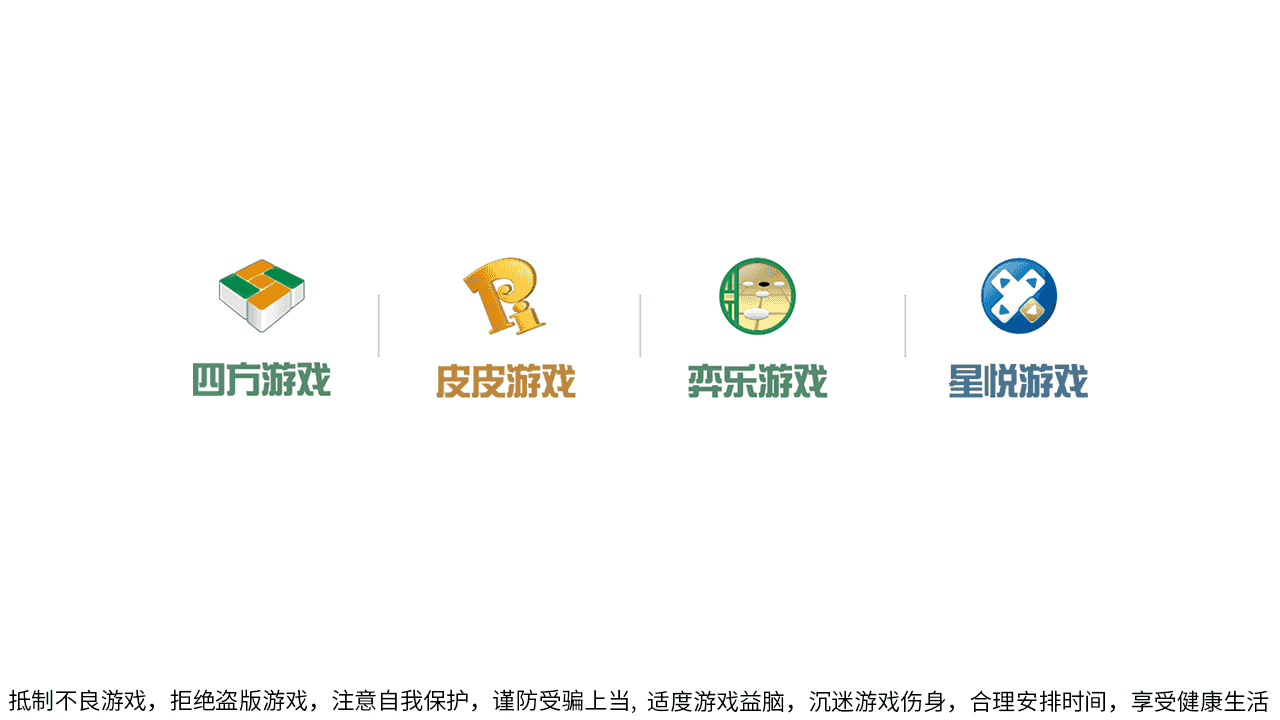 四方游戏
皮皮游戏
弈乐游戏
星悦游戏
抵制不良游戏，拒绝盗版游戏，注意自我保护，谨防受骗上当, 适度游戏益脑，沉迷游戏伤身，合理安排时间，享受健康生活